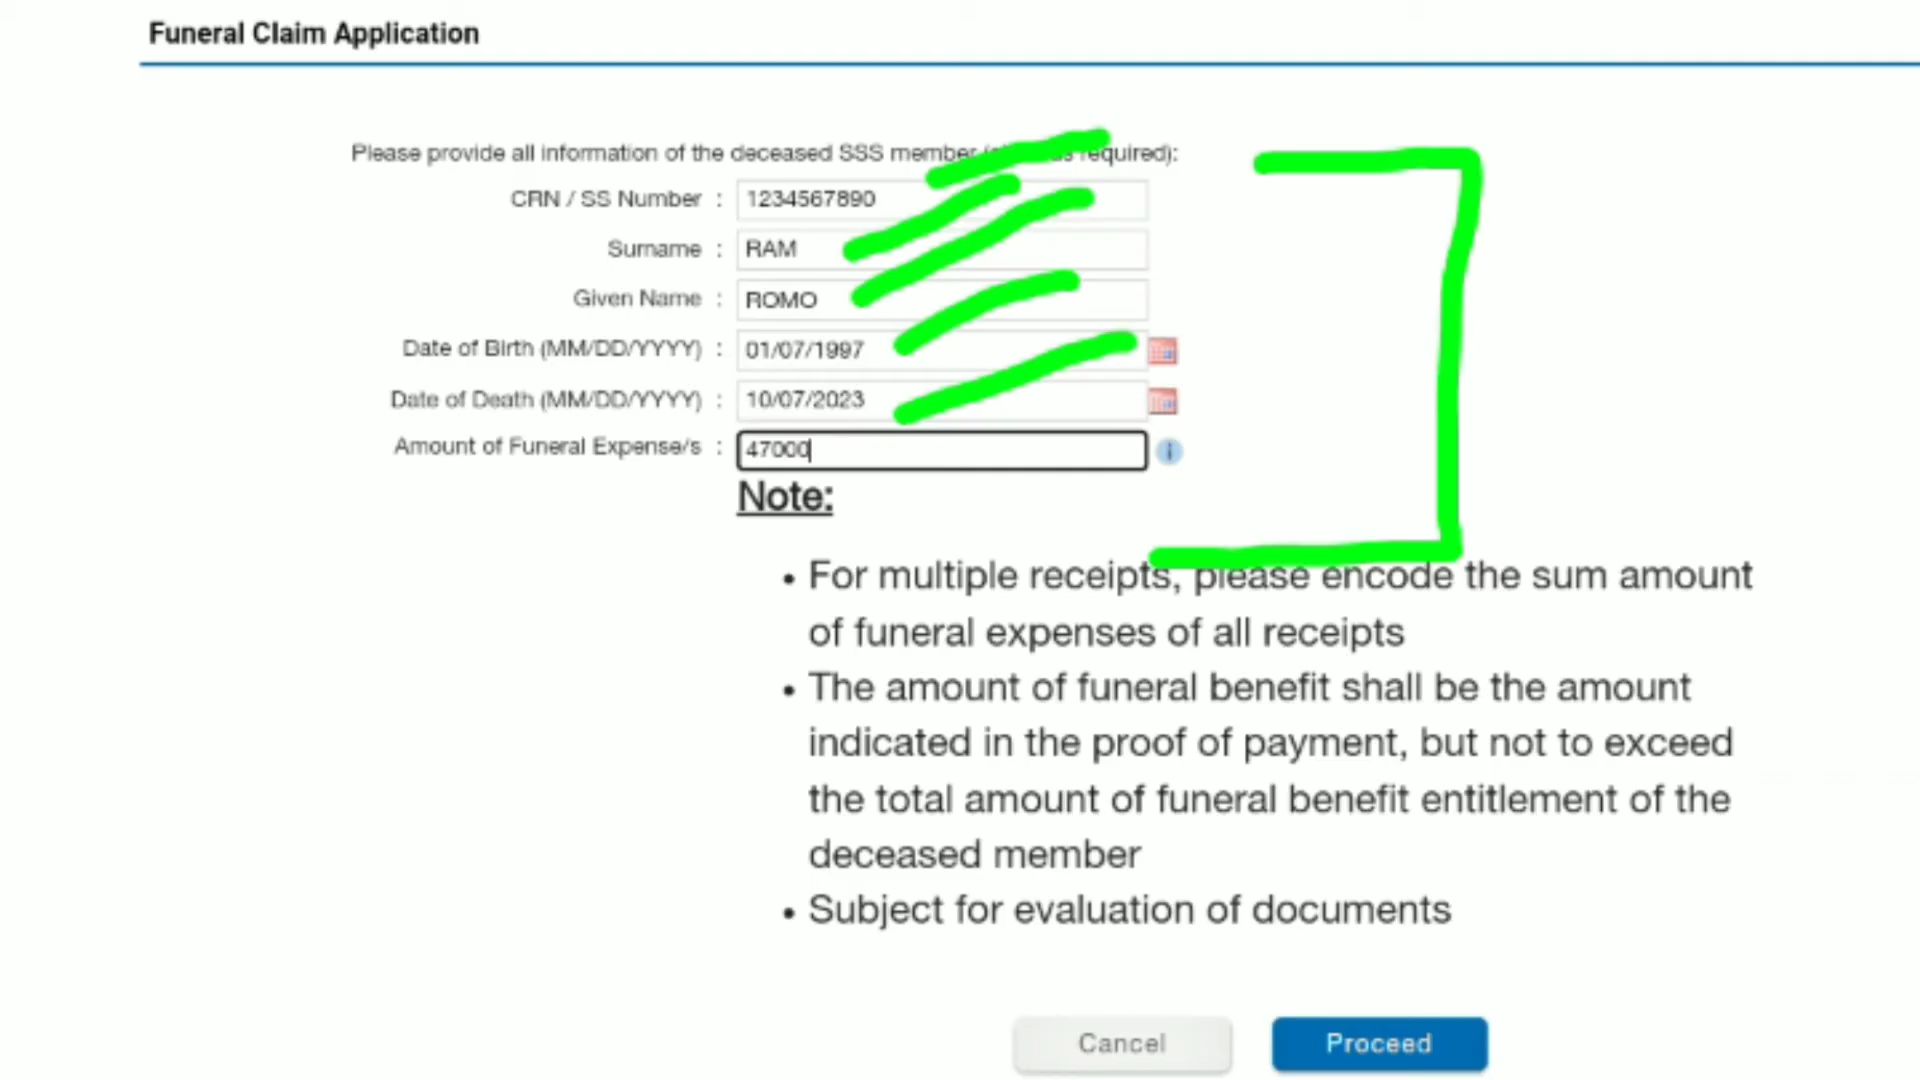 Funeral Claim Application
Please provide all information of the deceased SSS member required):
CRN / SS Number : 1234567890
Surname : RAM
Given Name : ROMO
Date of Birth (MM/DD/YYYY) : 01/07/1997
Date of Death (MM/DD/YYYY) : 10/07/2023
Amount of Funeral Expense/s : 47000
Note:
• For multiple receipts, please encode the sum amount
of funeral expenses of all receipts
• The amount of funeral benefit shall be the amount
indicated in the proof of payment, but not to exceed
the total amount of funeral benefit entitlement of the
deceased member
• Subject for evaluation of documents
Cancel Proceed